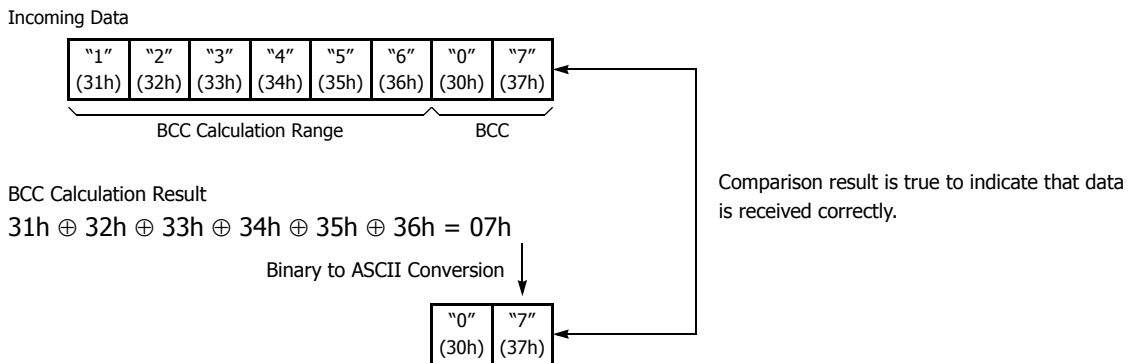 Incoming Data
“1” “2” “3” “4” “5” “6” “0” “7”
(31h) (32h) (33h) (34h) (35h) (36h) (30h) (37h)
BCC Calculation Range BCC
BCC Calculation Result
31h ⊕ 32h ⊕ 33h ⊕ 34h ⊕ 35h ⊕ 36h = 07h
Comparison result is true to indicate that data
is received correctly.
Binary to ASCII Conversion
“0” “7”
(30h) (37h)